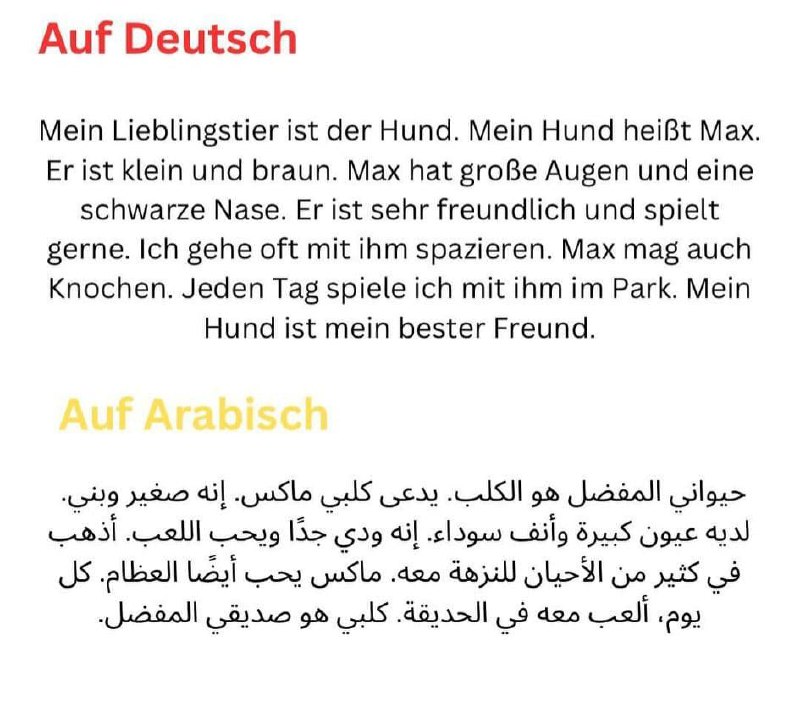 Auf Deutsch
Mein Lieblingstier ist der Hund. Mein Hund heißt Max.
Er ist klein und braun. Max hat große Augen und eine
schwarze Nase. Er ist sehr freundlich und spielt
gerne. Ich gehe oft mit ihm spazieren. Max mag auch
Knochen. Jeden Tag spiele ich mit ihm im Park. Mein
Hund ist mein bester Freund.
Auf Arabisch
حيواني المفضل هو الكلب. يدعى كلبي ماكس. إنه صغير وبني.
لديه عيون كبيرة وأنف سوداء. إنه ودي جدًا ويحب اللعب. أذهب
في كثير من الأحيان للنزهة معه. ماكس يحب أيضًا العظام. كل
يوم، ألعب معه في الحديقة. كلبي هو صديقي المفضل.